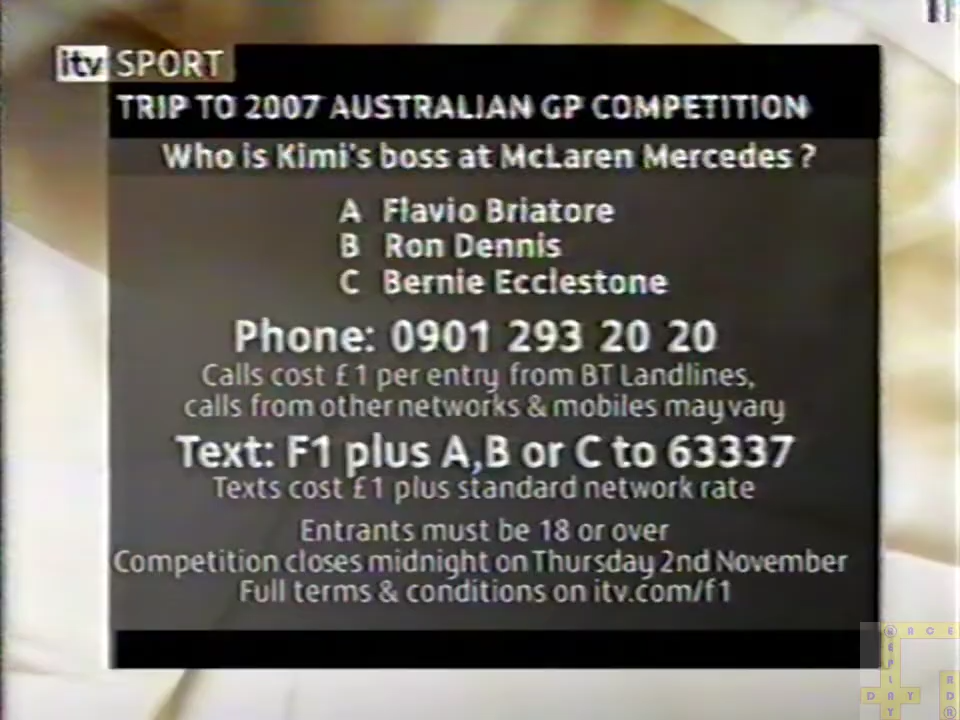 itv SPORT
TRIP TO 2007 AUSTRALIAN GP COMPETITION
Who is Kimi's boss at McLaren Mercedes ?
A Flavio Briatore
B Ron Dennis
C Bernie Ecclestone
Phone: 0901 293 20 20
Calls cost £1 per entry from BT Landlines,
calls from other networks & mobiles may vary
Text: F1 plus A,B or C to 63337
Texts cost £1 plus standard network rate
Entrants must be 18 or over
Competition closes midnight on Thursday 2nd November
Full terms & conditions on itv.com/f1
DAY